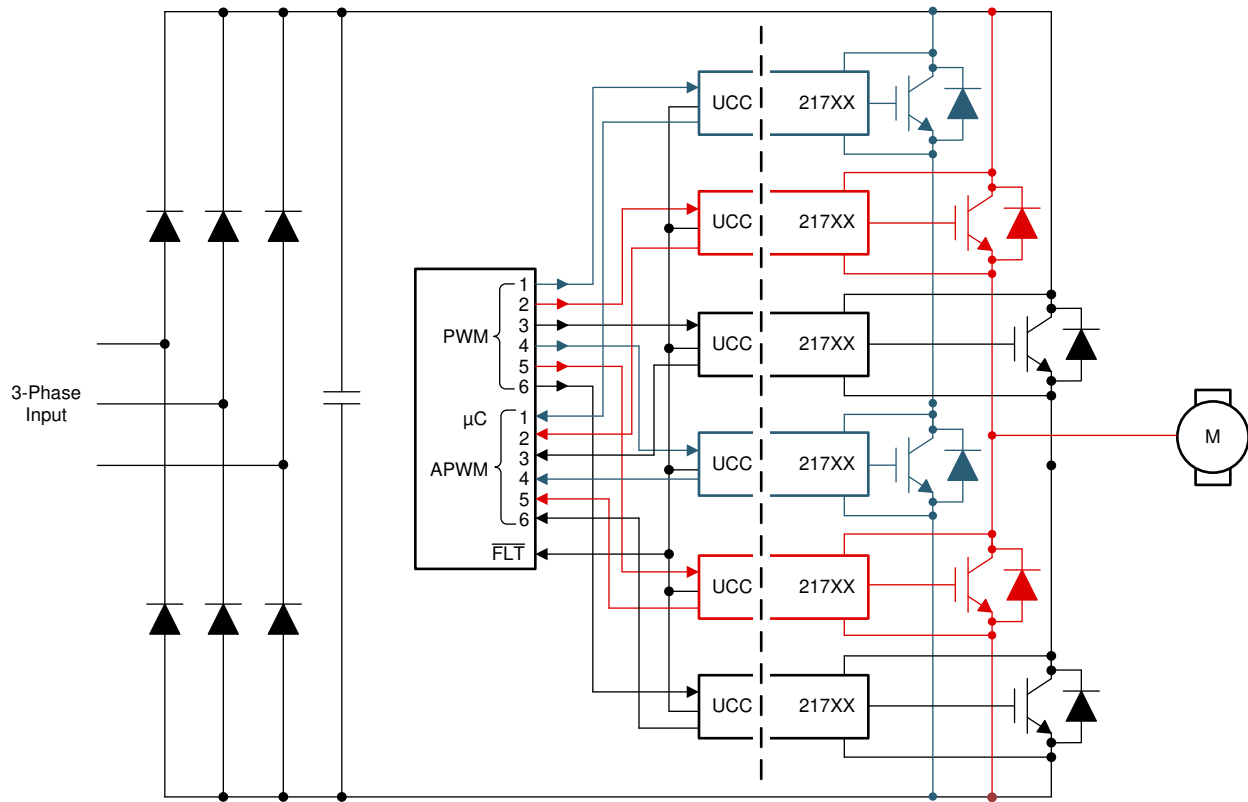 3-Phase
Input
PWM
1
2
3
4
5
6
µC
APWM
1
2
3
4
5
6
FLT
UCC 217XX
UCC 217XX
UCC 217XX
UCC 217XX
UCC 217XX
UCC 217XX
M